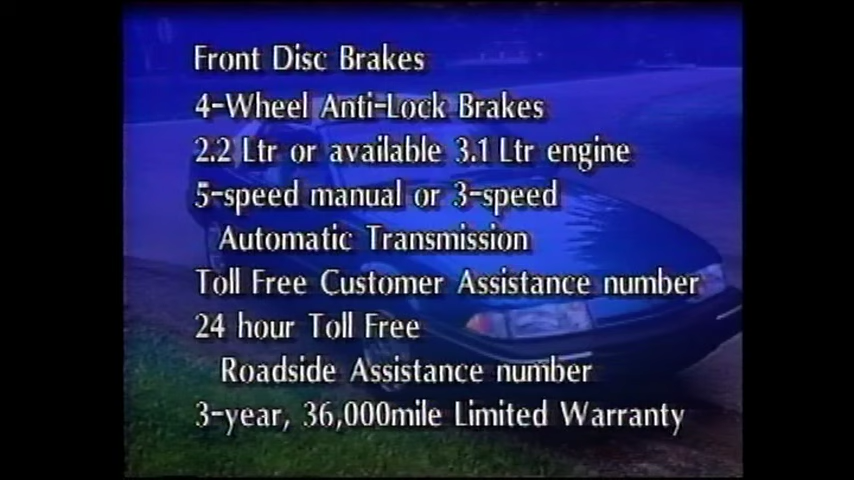 Front Disc Brakes
4-Wheel Anti-Lock Brakes
2.2 Ltr or available 3.1 Ltr engine
5-speed manual or 3-speed
Automatic Transmission
Toll Free Customer Assistance number
24 hour Toll Free
Roadside Assistance number
3-year, 36,000mile Limited Warranty